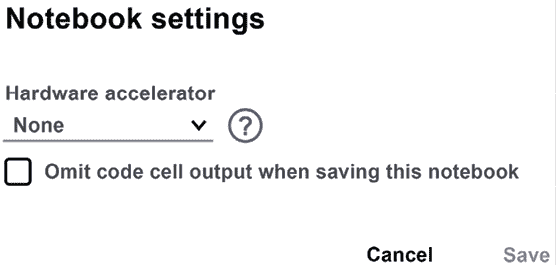 Notebook settings
Hardware accelerator
None
?
Omit code cell output when saving this notebook
Cancel Save